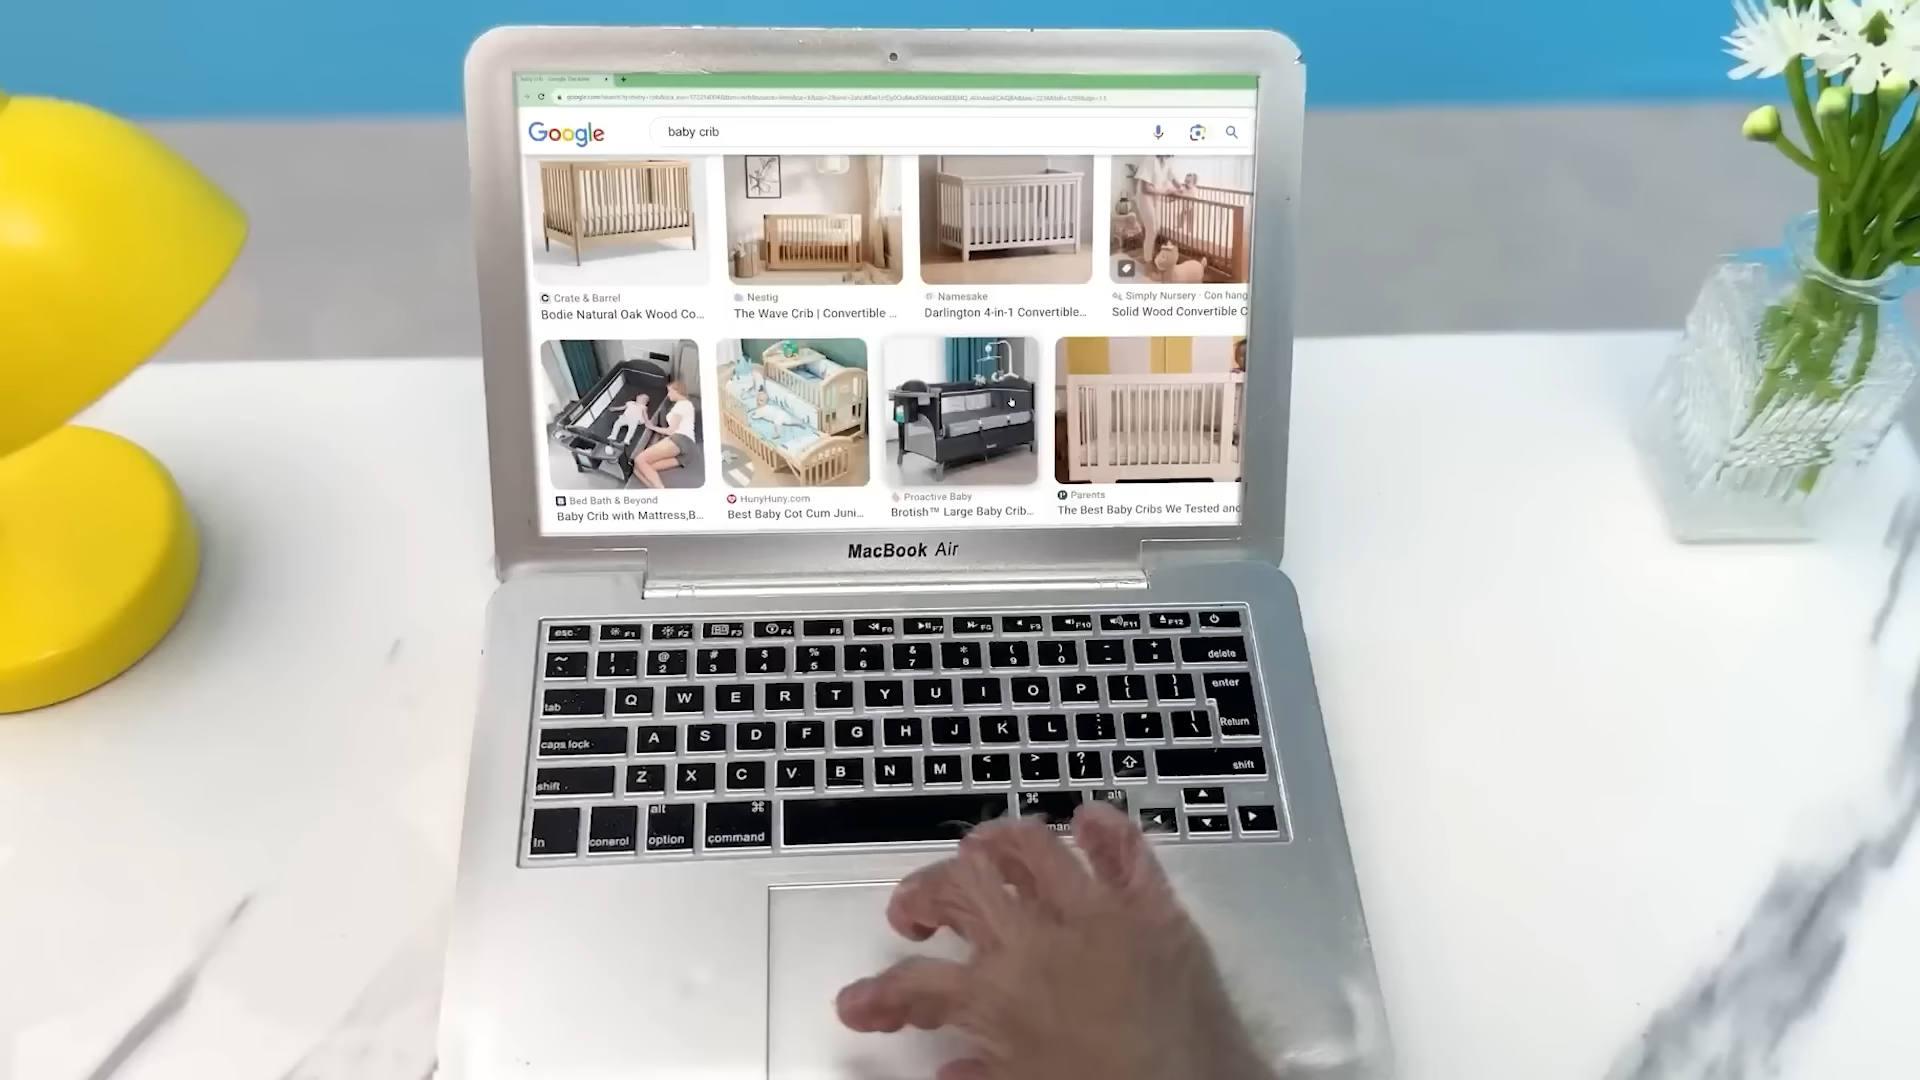 Google
baby crib
Crate & Barrel
Bodie Natural Oak Wood Co...
Nestig
The Wave Crib | Convertible ...
Namesake
Darlington 4-in-1 Convertible...
Simply Nursery · Con hang
Solid Wood Convertible C
Bed Bath & Beyond
Baby Crib with Mattress,B...
HunyHuny.com
Best Baby Cot Cum Juni...
Proactive Baby
Brotish™ Large Baby Crib...
Parents
The Best Baby Cribs We Tested and
MacBook Air
esc F1 F2 F3 F4 F5 F6 F7 F8 F9 F10 F11 F12
~ ! @ # $ % ^ & * ( ) - +
` 1 2 3 4 5 6 7 8 9 0 - =
delete
tab Q W E R T Y U I O P { [ } ] enter
Return
caps lock A S D F G H J K L : ; " ' | \
shift Z X C V B N M < , > . ? / shift
alt ⌘ ⌘ alt
In conerol option command man